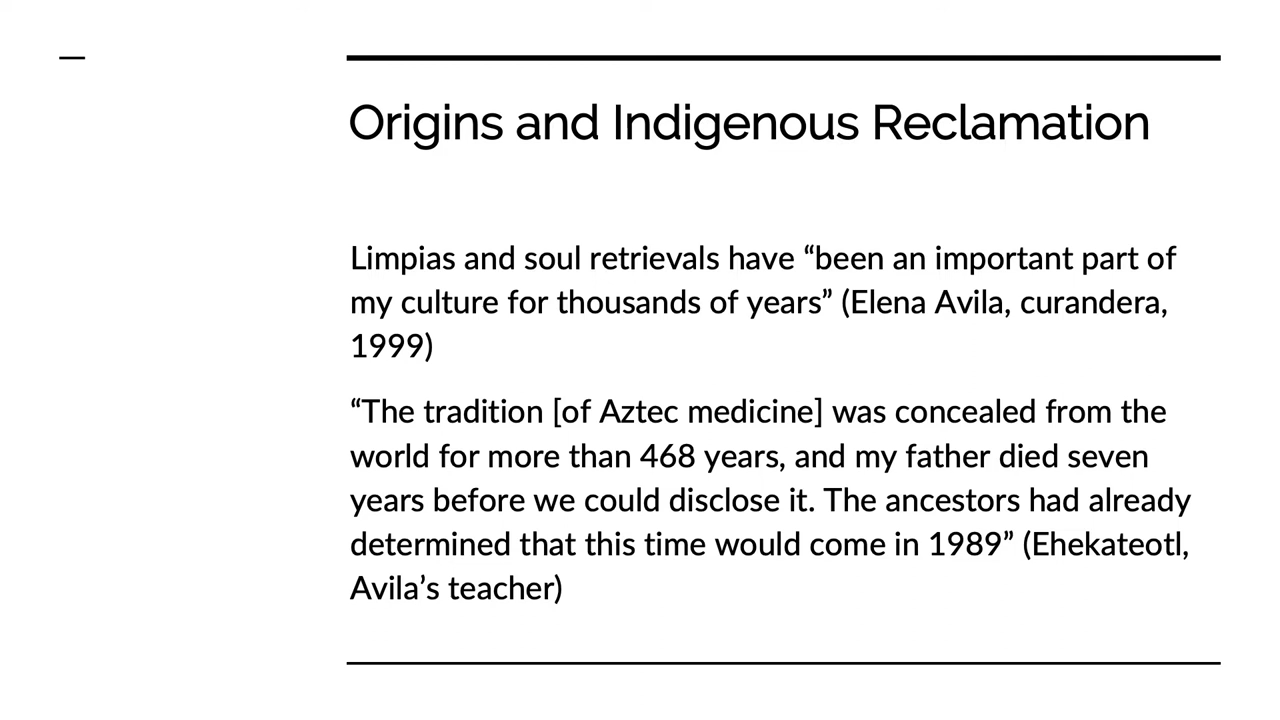 Origins and Indigenous Reclamation
Limpias and soul retrievals have “been an important part of
my culture for thousands of years” (Elena Avila, curandera,
1999)
“The tradition [of Aztec medicine] was concealed from the
world for more than 468 years, and my father died seven
years before we could disclose it. The ancestors had already
determined that this time would come in 1989” (Ehekateotl,
Avila’s teacher)